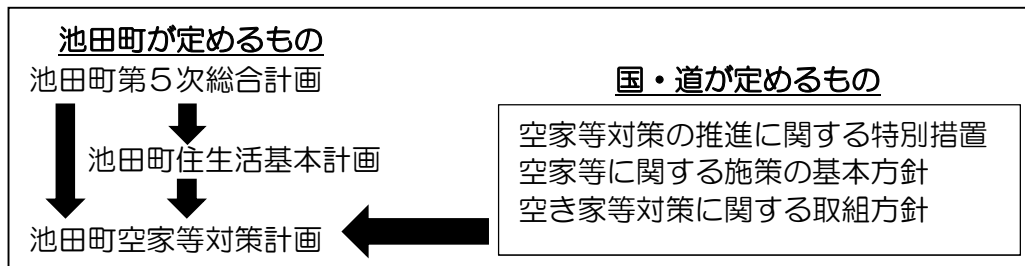 池田町が定めるもの
池田町第５次総合計画
池田町住生活基本計画
池田町空家等対策計画
国・道が定めるもの
空家等対策の推進に関する特別措置
空家等に関する施策の基本方針
空き家等対策に関する取組方針